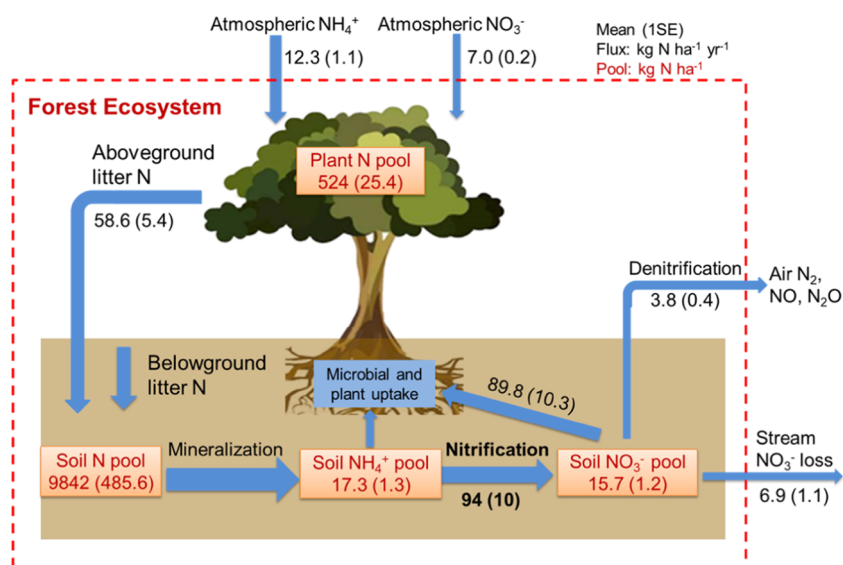 Atmospheric NH₄⁺
Atmospheric NO₃⁻
12.3 (1.1)
7.0 (0.2)
Mean (1SE)
Flux: kg N ha⁻¹ yr⁻¹
Pool: kg N ha⁻¹
Forest Ecosystem
Aboveground
litter N
58.6 (5.4)
Plant N pool
524 (25.4)
Denitrification
3.8 (0.4)
Air N₂,
NO, N₂O
Belowground
litter N
Microbial and
plant uptake
89.8 (10.3)
Soil N pool
9842 (485.6)
Mineralization
Soil NH₄⁺ pool
17.3 (1.3)
Nitrification
94 (10)
Soil NO₃⁻ pool
15.7 (1.2)
Stream
NO₃⁻ loss
6.9 (1.1)